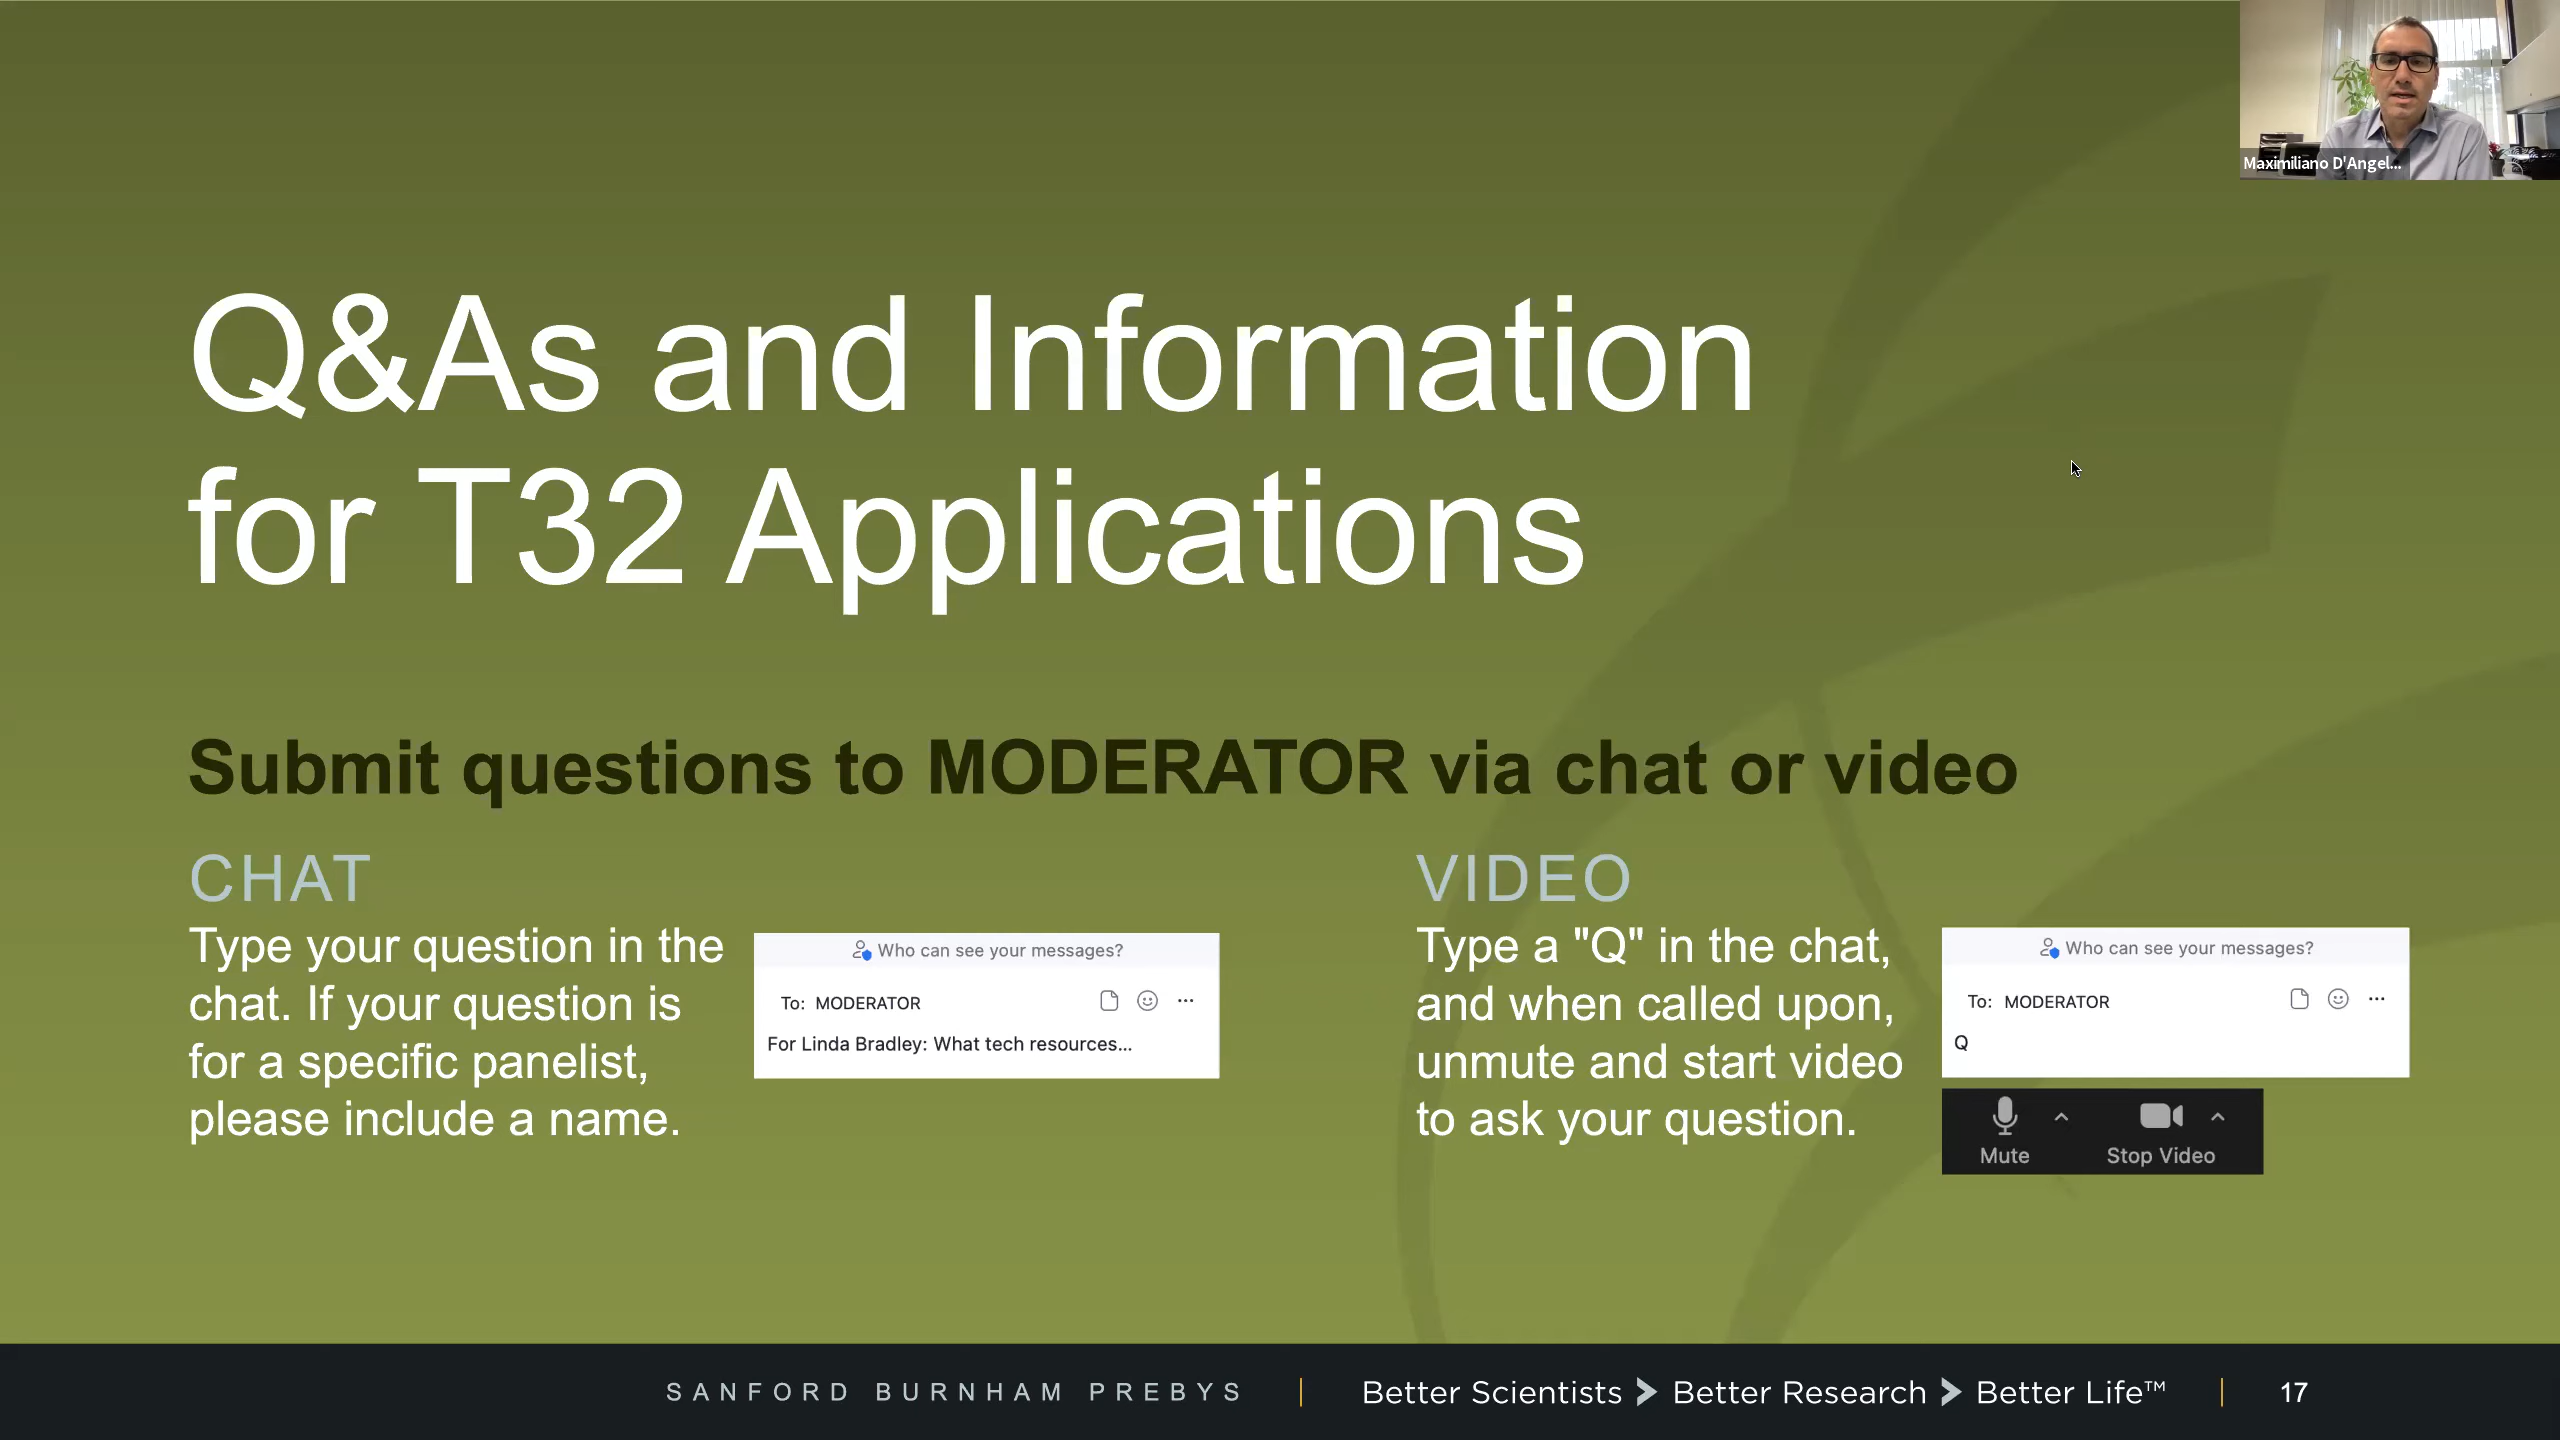 Maximiliano D'Angel...
Q&As and Information
for T32 Applications
Submit questions to MODERATOR via chat or video
CHAT
Type your question in the
chat. If your question is
for a specific panelist,
please include a name.
Who can see your messages?
To: MODERATOR
For Linda Bradley: What tech resources...
VIDEO
Type a "Q" in the chat,
and when called upon,
unmute and start video
to ask your question.
Who can see your messages?
To: MODERATOR
Q
Mute
Stop Video
SANFORD BURNHAM PREBYS | Better Scientists > Better Research > Better Life™ | 17